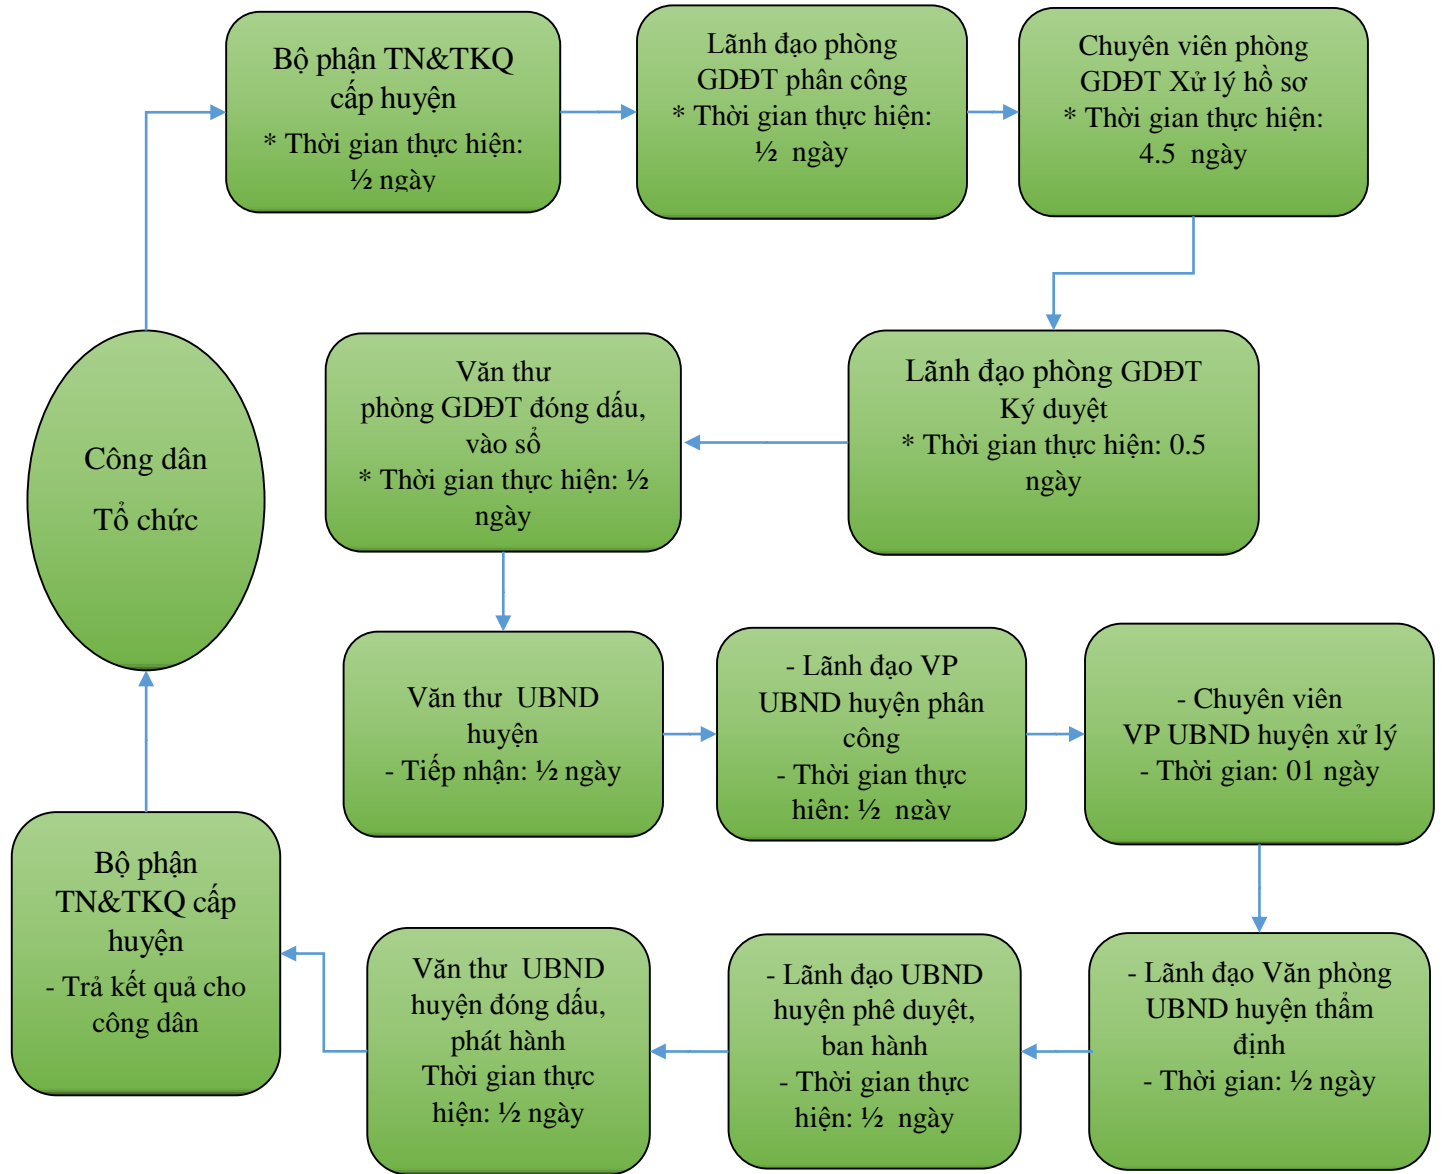 Bộ phận TN&TKQ
cấp huyện
* Thời gian thực hiện:
½ ngày
Lãnh đạo phòng
GDĐT phân công
* Thời gian thực hiện:
½ ngày
Chuyên viên phòng
GDĐT Xử lý hồ sơ
* Thời gian thực hiện:
4.5 ngày
Lãnh đạo phòng GDĐT
Ký duyệt
* Thời gian thực hiện: 0.5
ngày
Văn thư
phòng GDĐT đóng dấu,
vào sổ
* Thời gian thực hiện: ½
ngày
Công dân
Tổ chức
Văn thư UBND
huyện
- Tiếp nhận: ½ ngày
- Lãnh đạo VP
UBND huyện phân
công
- Thời gian thực
hiên: ½ ngày
- Chuyên viên
VP UBND huyện xử lý
- Thời gian: 01 ngày
- Lãnh đạo Văn phòng
UBND huyện thẩm
định
- Thời gian: ½ ngày
- Lãnh đạo UBND
huyện phê duyệt,
ban hành
- Thời gian thực
hiện: ½ ngày
Văn thư UBND
huyện đóng dấu,
phát hành
Thời gian thực
hiện: ½ ngày
Bộ phận
TN&TKQ cấp
huyện
- Trả kết quả cho
công dân